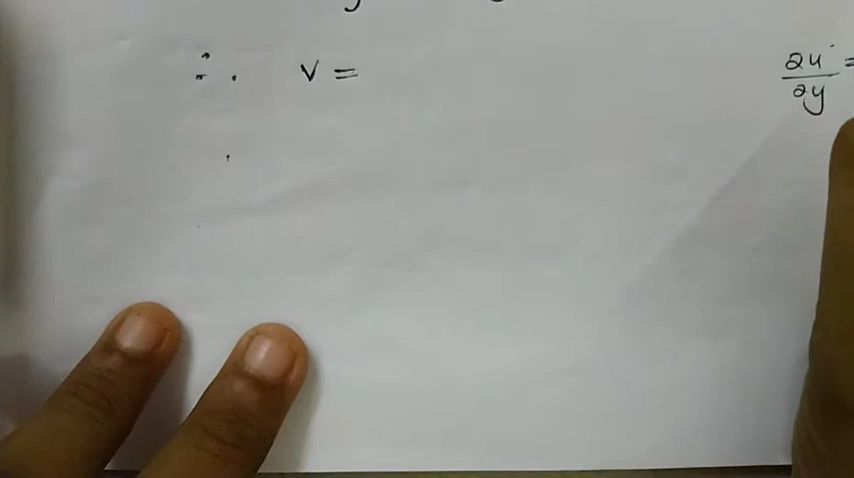 ∴ v =
∂u/∂y =